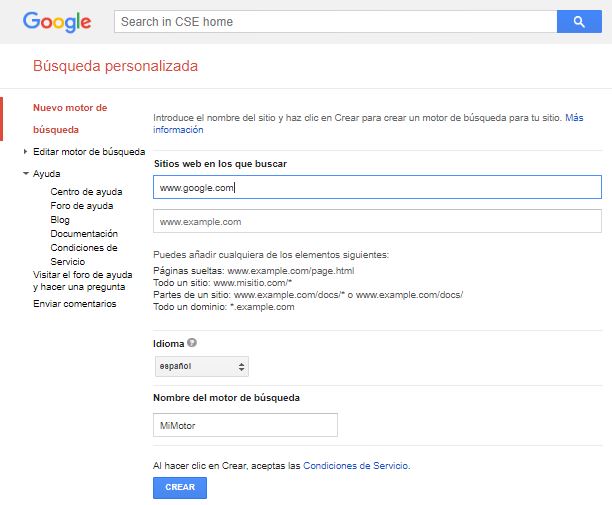 Google
Search in CSE home
Búsqueda personalizada
Nuevo motor de
búsqueda
Editar motor de búsqueda
Ayuda
Centro de ayuda
Foro de ayuda
Blog
Documentación
Condiciones de
Servicio
Visitar el foro de ayuda
y hacer una pregunta
Enviar comentarios
Introduce el nombre del sitio y haz clic en Crear para crear un motor de búsqueda para tu sitio. Más
información
Sitios web en los que buscar
www.google.com
www.example.com
Puedes añadir cualquiera de los elementos siguientes:
Páginas sueltas: www.example.com/page.html
Todo un sitio: www.misitio.com/*
Partes de un sitio: www.example.com/docs/* o www.example.com/docs/
Todo un dominio: *.example.com
Idioma ?
español
Nombre del motor de búsqueda
MiMotor
Al hacer clic en Crear, aceptas las Condiciones de Servicio.
CREAR